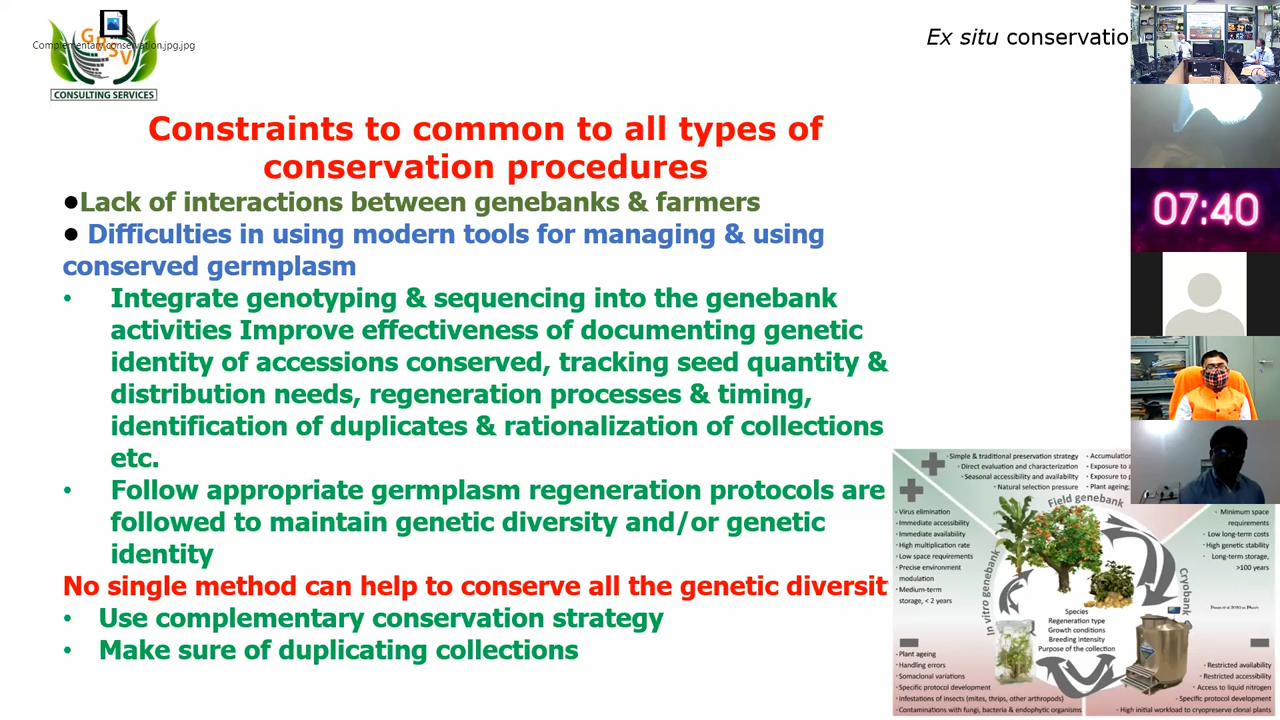 Complementary conservation.jpg.jpg
GRSV
CONSULTING SERVICES
Ex situ conservatio
07:40
Constraints to common to all types of
conservation procedures
●Lack of interactions between genebanks & farmers
● Difficulties in using modern tools for managing & using
conserved germplasm
• Integrate genotyping & sequencing into the genebank
activities Improve effectiveness of documenting genetic
identity of accessions conserved, tracking seed quantity &
distribution needs, regeneration processes & timing,
identification of duplicates & rationalization of collections
etc.
• Follow appropriate germplasm regeneration protocols are
followed to maintain genetic diversity and/or genetic
identity
No single method can help to conserve all the genetic diversit
• Use complementary conservation strategy
• Make sure of duplicating collections
· Simple & traditional preservation strategy
· Direct evaluation and characterization
· Seasonal accessibility and availability
· Natural selection pressure
· Accumulation
· Exposure to
· Exposure to
· Plant ageing;
Field genebank
· Virus elimination
· Immediate accessibility
· Immediate availability
· High multiplication rate
· Low space requirements
· Precise environment
modulation
· Medium-term
storage, < 2 years
In vitro genebank
Minimum space
requirements
· Low long-term costs
· High genetic stability
· Long-term storage,
>100 years
Cryobank
Species
Regeneration type
Growth conditions
Breeding intensity
Purpose of the collection
· Plant ageing
· Handling errors
· Somaclonal variations
· Specific protocol development
· Infestations of insects (mites, thrips, other arthropods)
· Contaminations with fungi, bacteria & endophytic organisms
· Restricted availability
· Restricted accessibility
· Access to liquid nitrogen
· Specific protocol development
· High initial workload to cryopreserve clonal plants